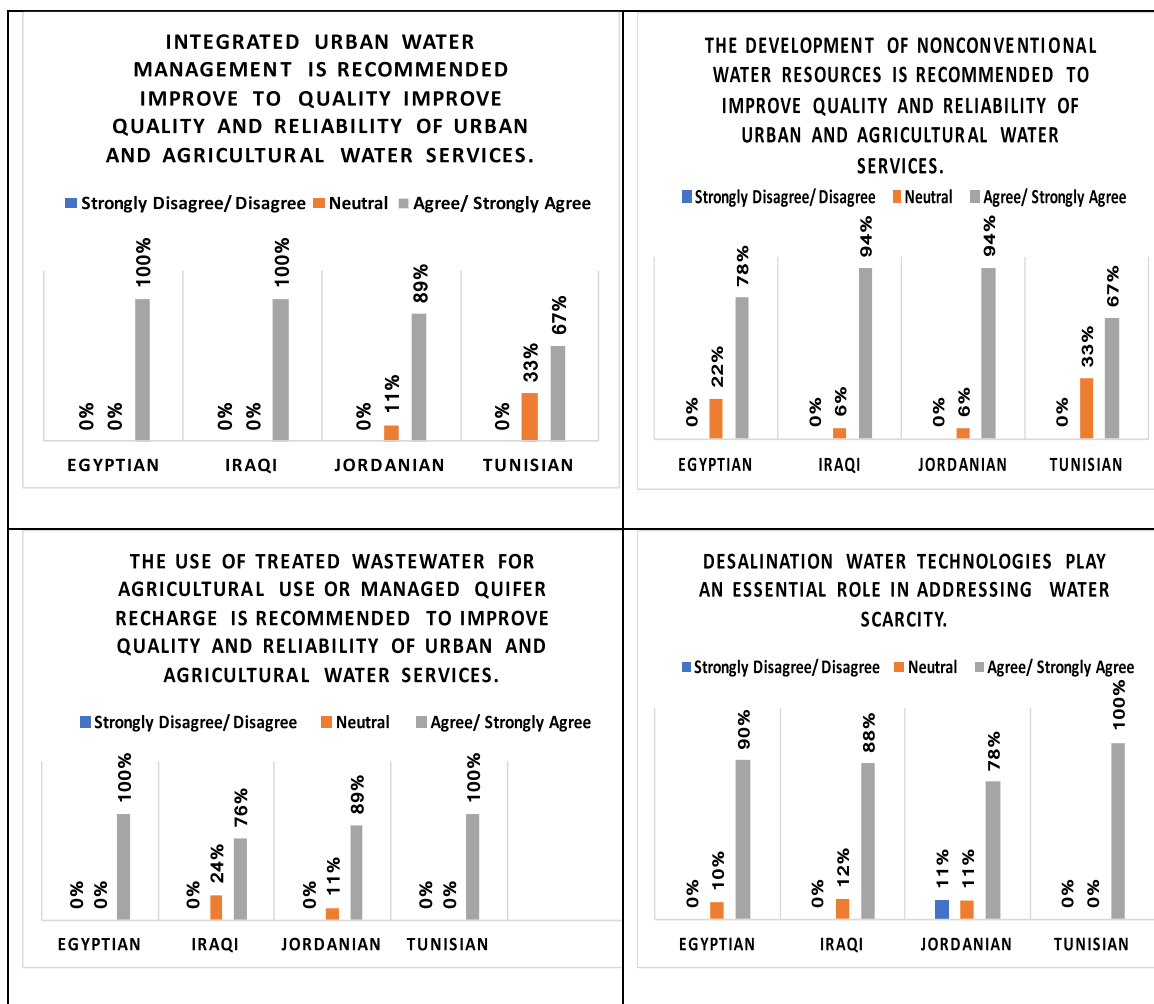 INTEGRATED URBAN WATER
MANAGEMENT IS RECOMMENDED
IMPROVE TO QUALITY IMPROVE
QUALITY AND RELIABILITY OF URBAN
AND AGRICULTURAL WATER SERVICES.
Strongly Disagree/ Disagree Neutral Agree/ Strongly Agree
0% 0% 100% 0% 0% 100% 0% 11% 89% 0% 33% 67%
EGYPTIAN IRAQI JORDANIAN TUNISIAN
THE DEVELOPMENT OF NONCONVENTIONAL
WATER RESOURCES IS RECOMMENDED TO
IMPROVE QUALITY AND RELIABILITY OF
URBAN AND AGRICULTURAL WATER
SERVICES.
Strongly Disagree/ Disagree Neutral Agree/ Strongly Agree
0% 22% 78% 0% 6% 94% 0% 6% 94% 0% 33% 67%
EGYPTIAN IRAQI JORDANIAN TUNISIAN
THE USE OF TREATED WASTEWATER FOR
AGRICULTURAL USE OR MANAGED QUIFER
RECHARGE IS RECOMMENDED TO IMPROVE
QUALITY AND RELIABILITY OF URBAN AND
AGRICULTURAL WATER SERVICES.
Strongly Disagree/ Disagree Neutral Agree/ Strongly Agree
0% 0% 100% 0% 24% 76% 0% 11% 89% 0% 0% 100%
EGYPTIAN IRAQI JORDANIAN TUNISIAN
DESALINATION WATER TECHNOLOGIES PLAY
AN ESSENTIAL ROLE IN ADDRESSING WATER
SCARCITY.
Strongly Disagree/ Disagree Neutral Agree/ Strongly Agree
0% 10% 90% 0% 12% 88% 11% 11% 78% 0% 0% 100%
EGYPTIAN IRAQI JORDANIAN TUNISIAN